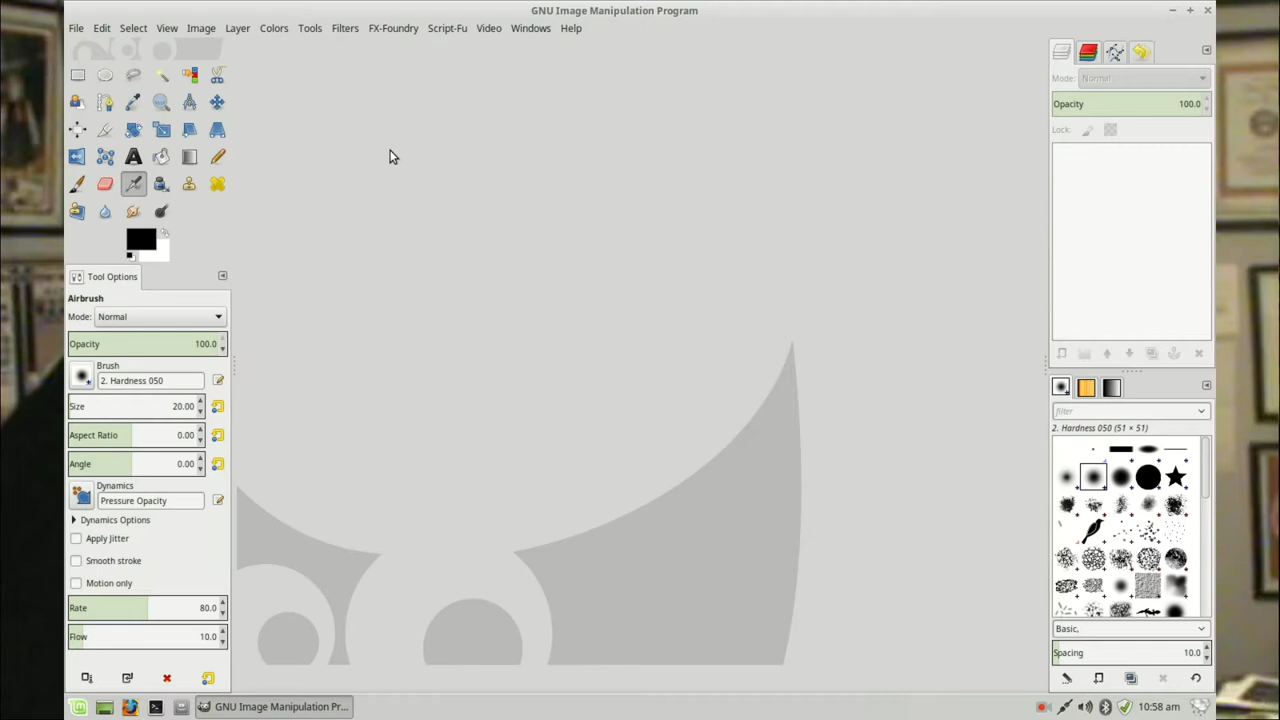 GNU Image Manipulation Program
File Edit Select View Image Layer Colors Tools Filters FX-Foundry Script-Fu Video Windows Help
Tool Options
Airbrush
Mode: Normal
Opacity 100.0
Brush
2. Hardness 050
Size 20.00
Aspect Ratio 0.00
Angle 0.00
Dynamics
Pressure Opacity
Dynamics Options
Apply Jitter
Smooth stroke
Motion only
Rate 80.0
Flow 10.0
Mode: Normal
Opacity 100.0
Lock:
filter
2. Hardness 050 (51 × 51)
Basic,
Spacing 10.0
GNU Image Manipulation Pr...
10:58 am